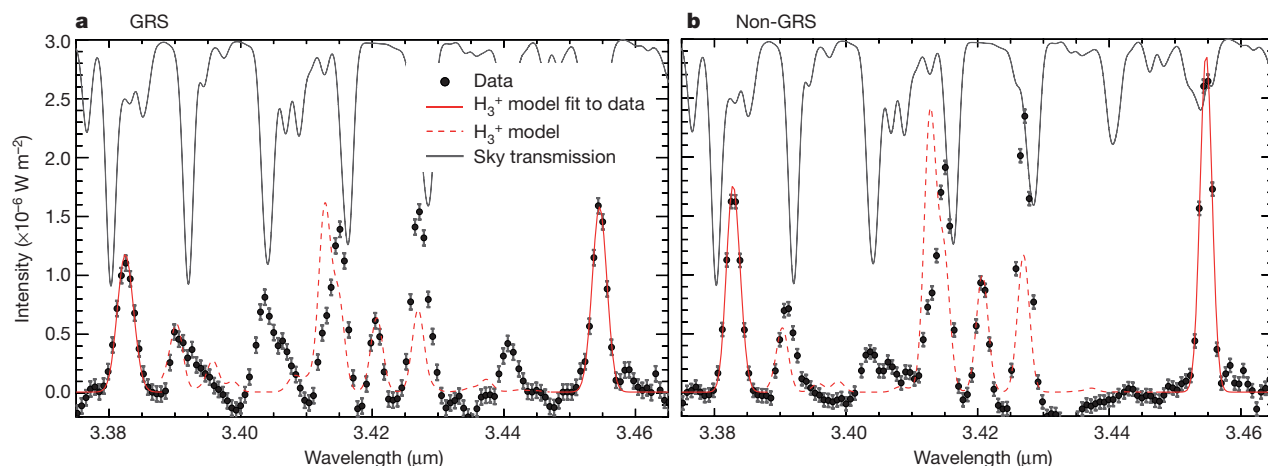 a GRS
b Non-GRS
3.0
2.5
2.0
1.5
1.0
0.5
0.0
Intensity (×10⁻⁶ W m⁻²)
Data
H₃⁺ model fit to data
H₃⁺ model
Sky transmission
3.38 3.40 3.42 3.44 3.46
3.38 3.40 3.42 3.44 3.46
Wavelength (μm)
Wavelength (μm)